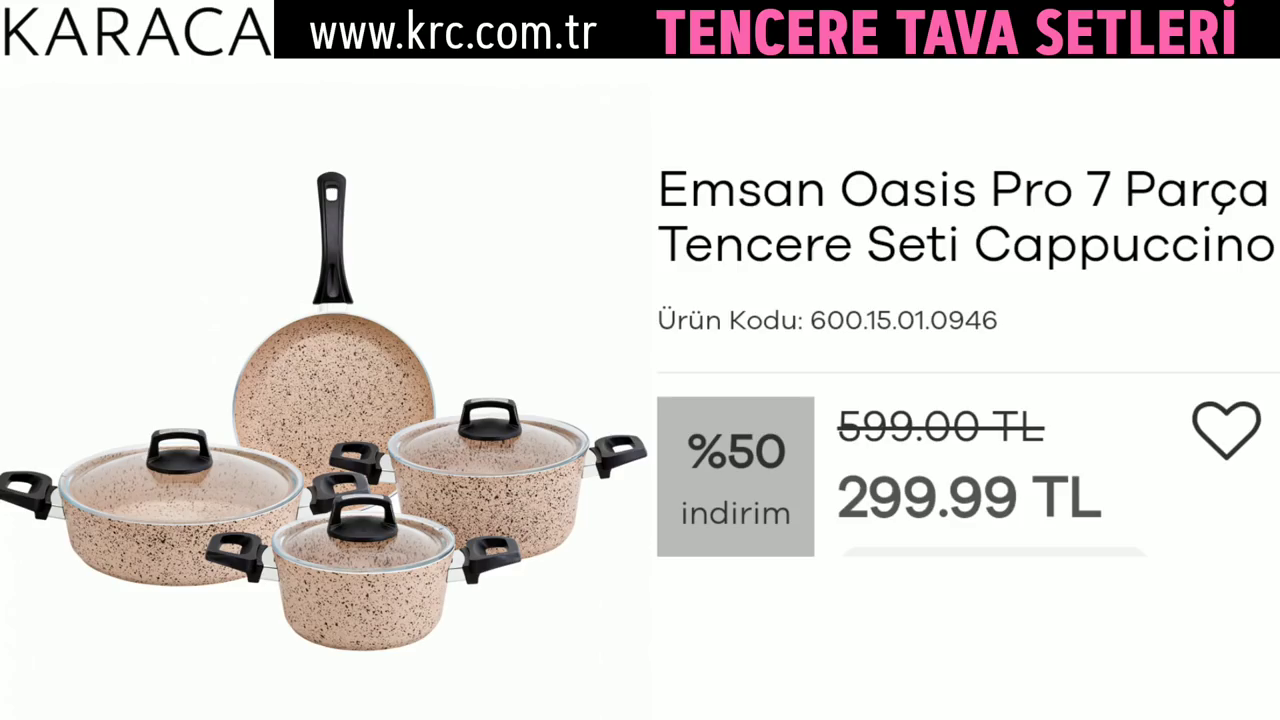 KARACA
www.krc.com.tr
TENCERE TAVA SETLERİ
Emsan Oasis Pro 7 Parça
Tencere Seti Cappuccino
Ürün Kodu: 600.15.01.0946
%50
indirim
599.00 TL
299.99 TL